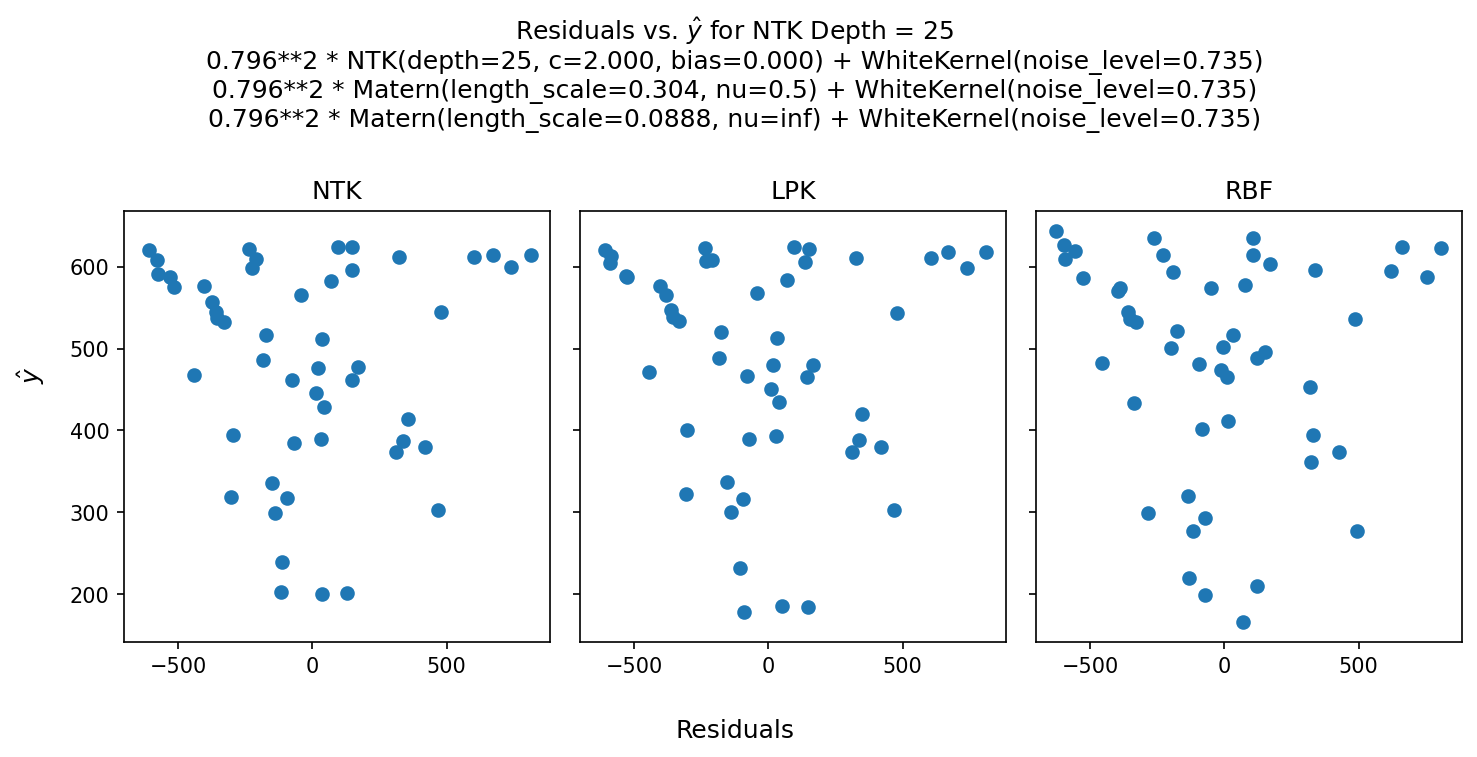 Residuals vs. ŷ for NTK Depth = 25
0.796**2 * NTK(depth=25, c=2.000, bias=0.000) + WhiteKernel(noise_level=0.735)
0.796**2 * Matern(length_scale=0.304, nu=0.5) + WhiteKernel(noise_level=0.735)
0.796**2 * Matern(length_scale=0.0888, nu=inf) + WhiteKernel(noise_level=0.735)
NTK LPK RBF
600
500
ŷ
400
300
200
−500 0 500 −500 0 500 −500 0 500
Residuals